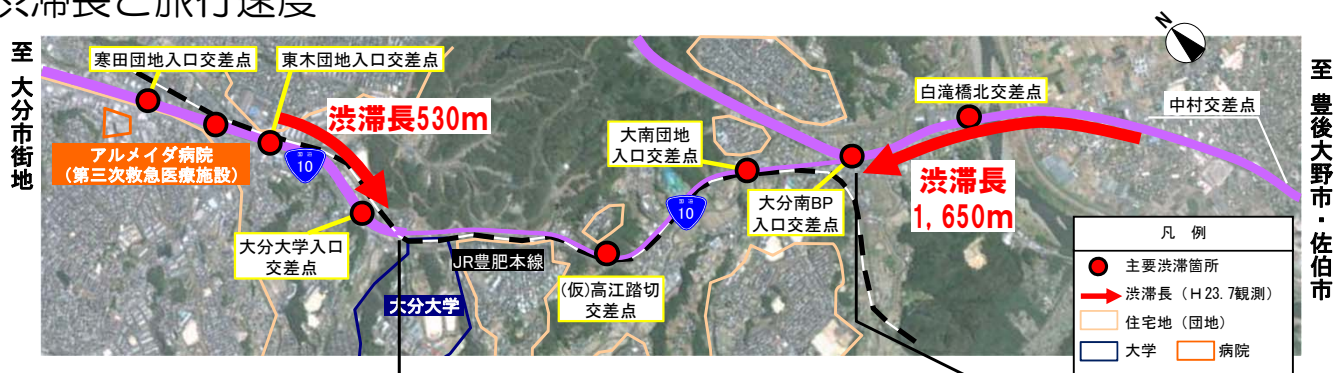 渋滞長と旅行速度
至 大分市街地
寒田団地入口交差点
東木団地入口交差点
渋滞長530m
アルメイダ病院
(第三次救急医療施設)
国道
10
大分大学入口
交差点
JR豊肥本線
大分大学
(仮)高江踏切
交差点
大南団地
入口交差点
国道
10
大分南BP
入口交差点
白滝橋北交差点
渋滞長
1,650m
中村交差点
N
至 豊後大野市・佐伯市
凡 例
主要渋滞箇所
渋滞長(H23.7観測)
住宅地(団地)
大学
病院